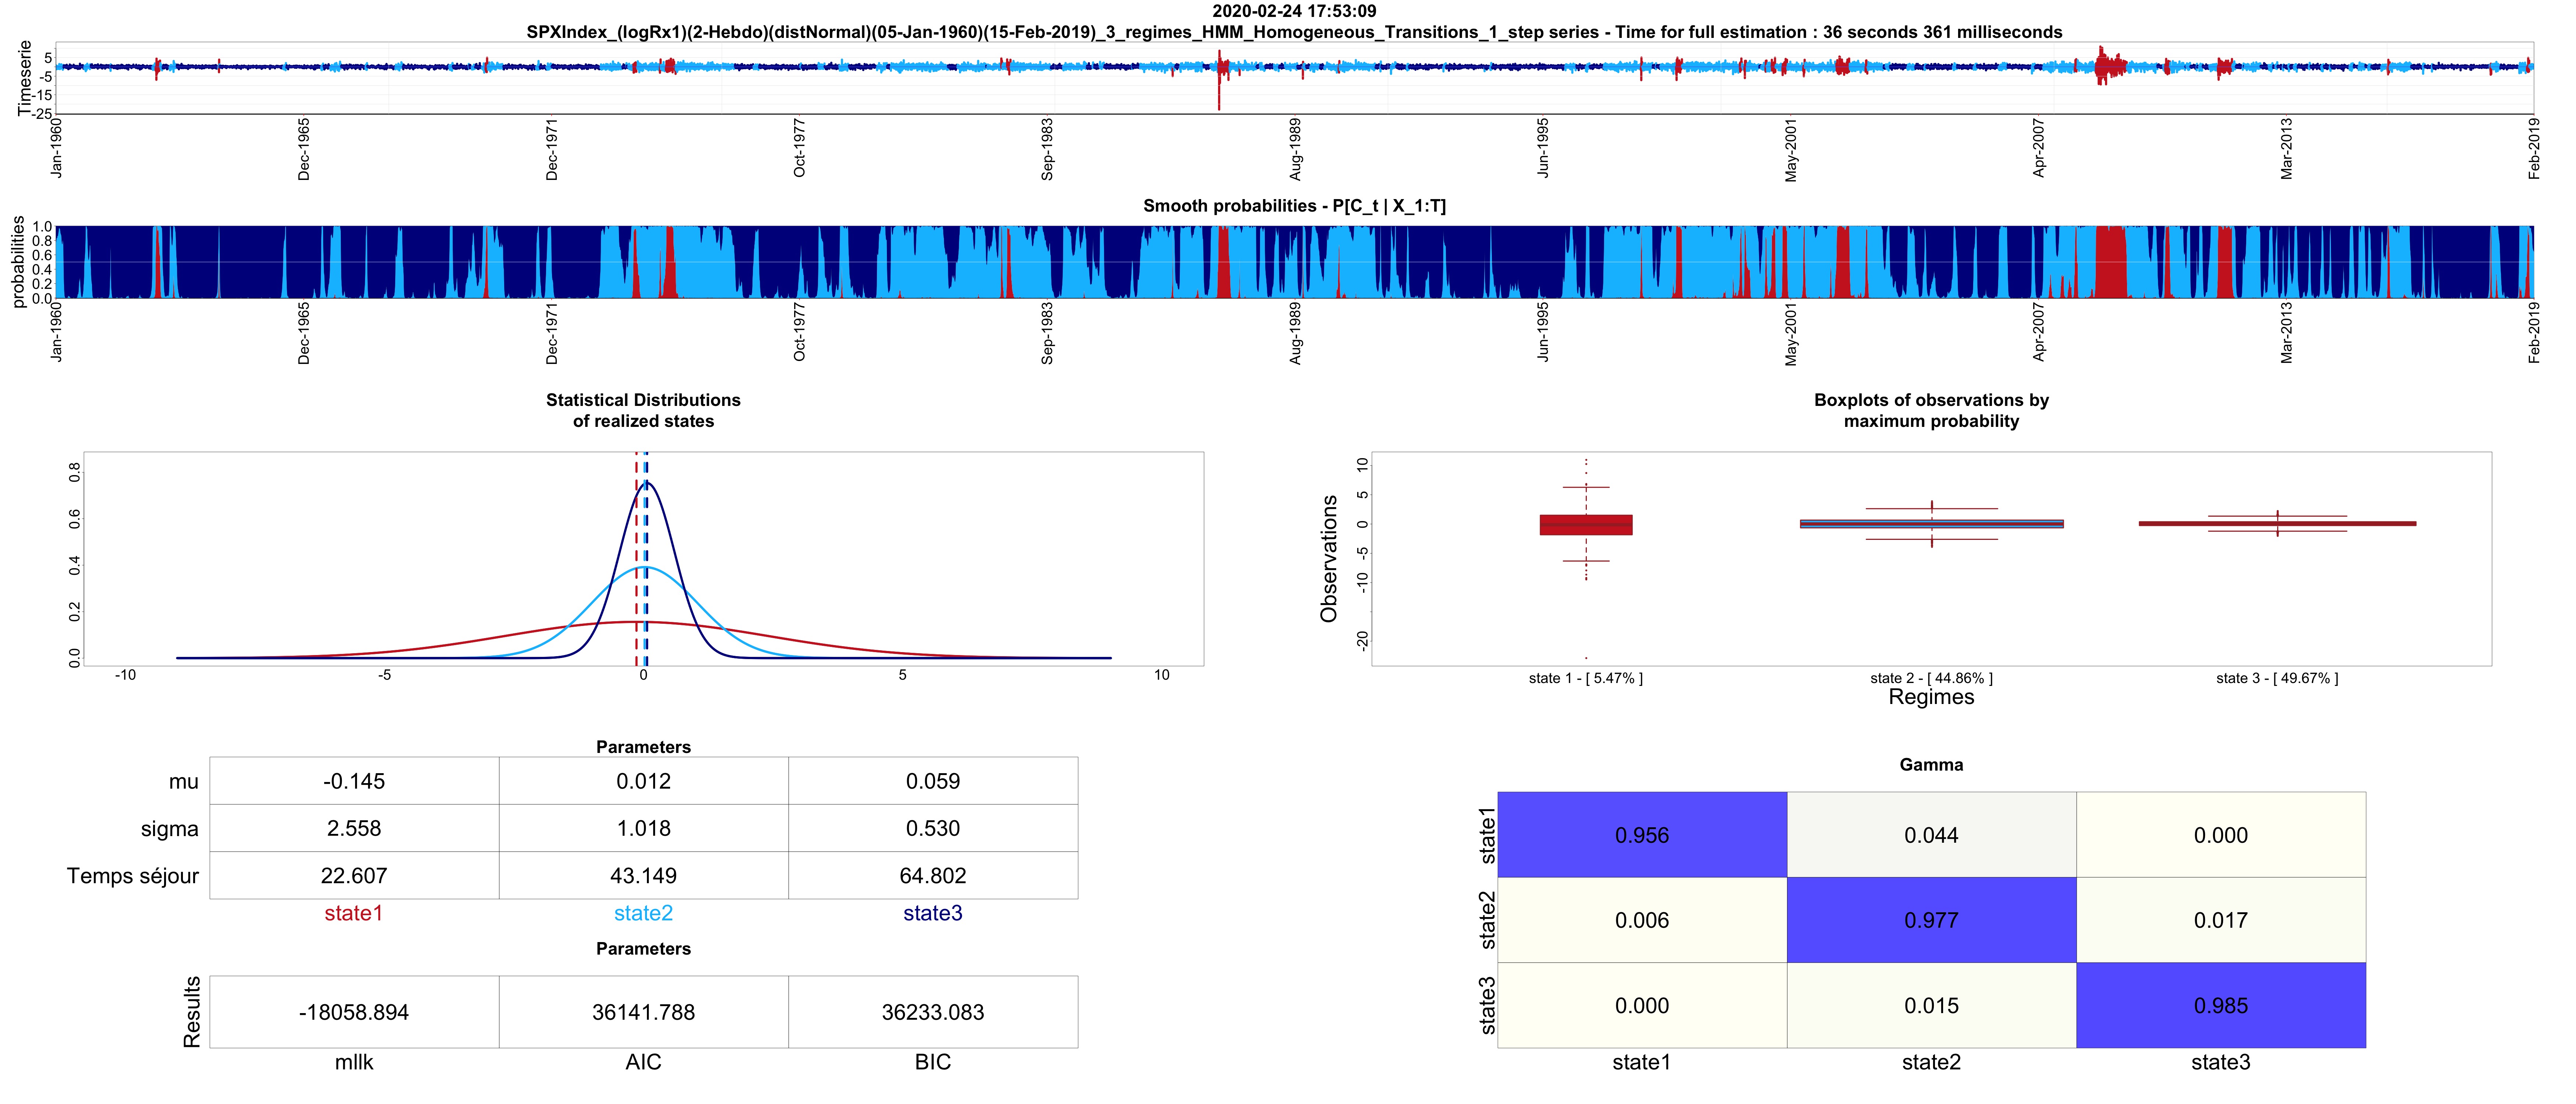 2020-02-24 17:53:09
SPXIndex_(logRx1)(2-Hebdo)(distNormal)(05-Jan-1960)(15-Feb-2019)_3_regimes_HMM_Homogeneous_Transitions_1_step series - Time for full estimation : 36 seconds 361 milliseconds
Timeserie
5
-5
-15
-25
Jan-1960
Dec-1965
Dec-1971
Oct-1977
Sep-1983
Aug-1989
Jun-1995
May-2001
Apr-2007
Mar-2013
Feb-2019
Smooth probabilities - P[C_t | X_1:T]
probabilities
1.0
0.8
0.6
0.4
0.2
0.0
Jan-1960
Dec-1965
Dec-1971
Oct-1977
Sep-1983
Aug-1989
Jun-1995
May-2001
Apr-2007
Mar-2013
Feb-2019
Statistical Distributions
of realized states
0.8
0.6
0.4
0.2
0.0
-10 -5 0 5 10
Boxplots of observations by
maximum probability
Observations
10
5
0
-5
-10
-20
state 1 - [ 5.47% ] state 2 - [ 44.86% ] state 3 - [ 49.67% ]
Regimes
Parameters
mu -0.145 0.012 0.059
sigma 2.558 1.018 0.530
Temps séjour 22.607 43.149 64.802
state1 state2 state3
Parameters
Results -18058.894 36141.788 36233.083
mllk AIC BIC
Gamma
state1 0.956 0.044 0.000
state2 0.006 0.977 0.017
state3 0.000 0.015 0.985
state1 state2 state3